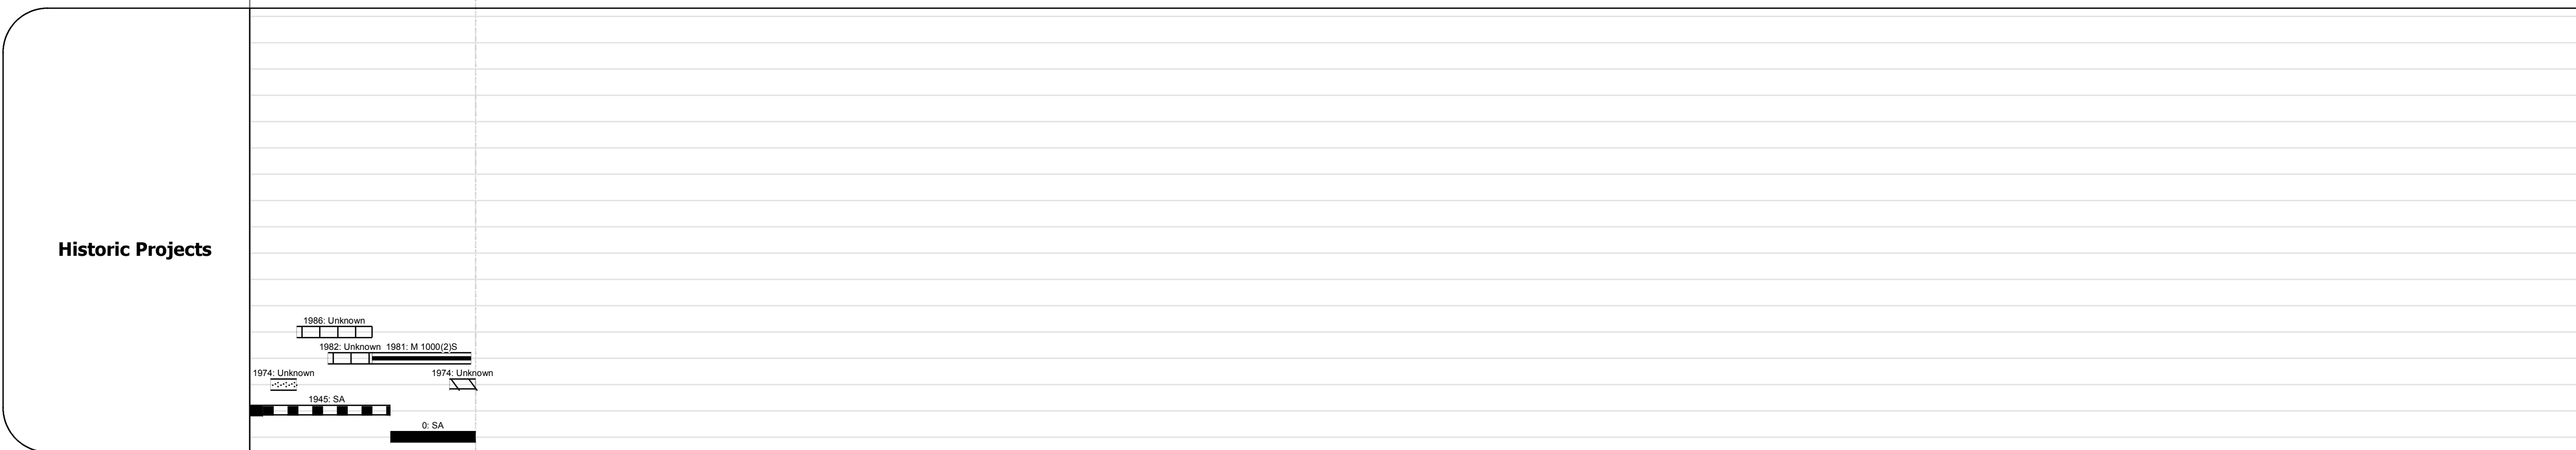 Historic Projects
1986: Unknown
1982: Unknown 1981: M 1000(2)S
1974: Unknown 1974: Unknown
1945: SA
0: SA